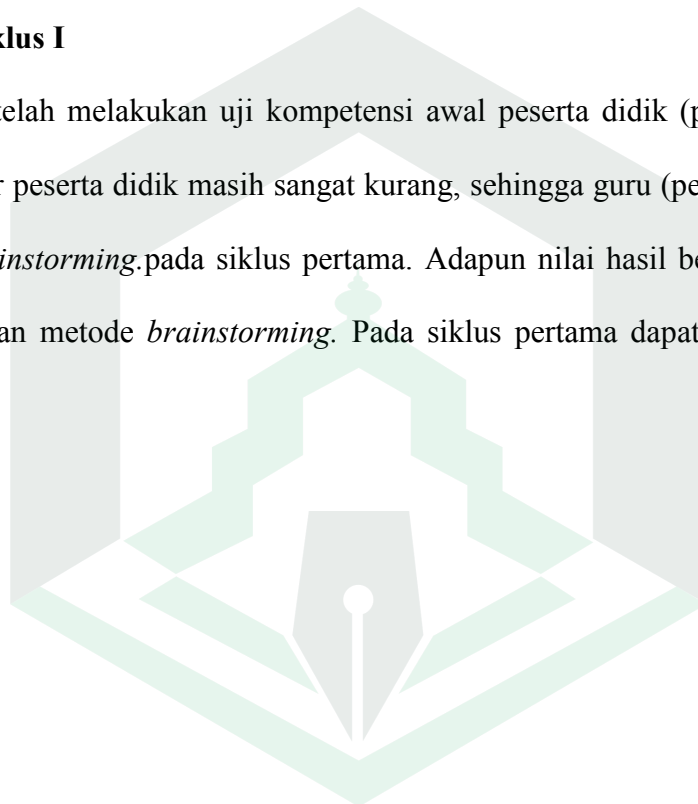 klus I
telah melakukan uji kompetensi awal peserta didik (p
r peserta didik masih sangat kurang, sehingga guru (pe
instorming.pada siklus pertama. Adapun nilai hasil be
an metode brainstorming. Pada siklus pertama dapat